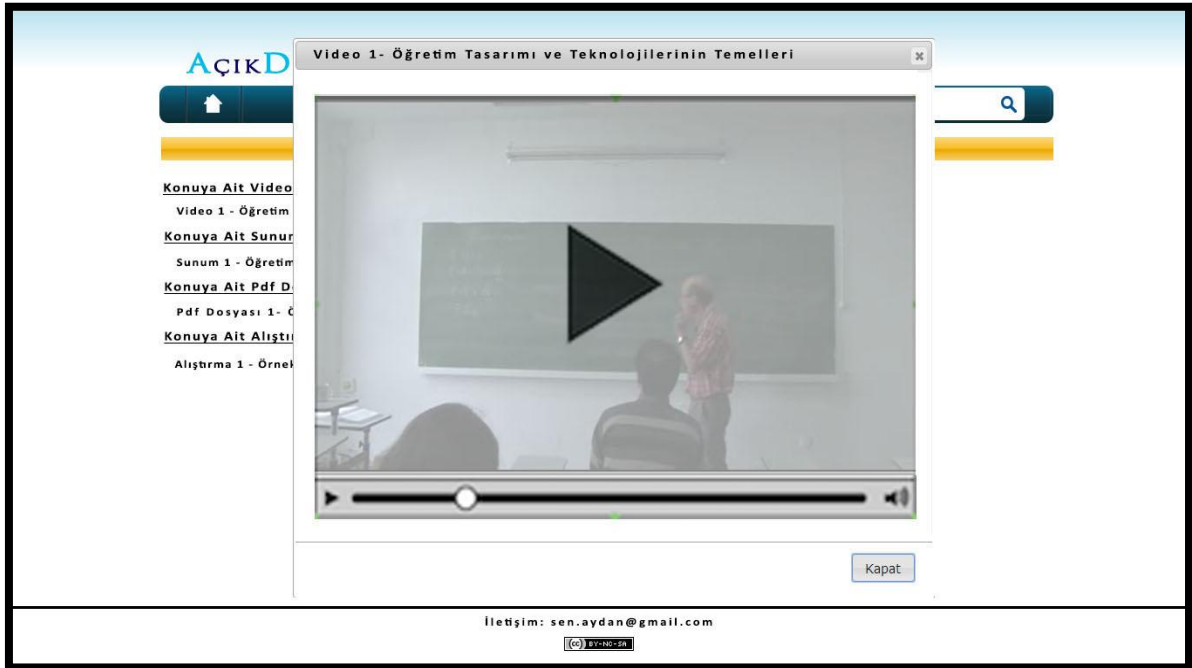 AçıkD
Video 1- Öğretim Tasarımı ve Teknolojilerinin Temelleri
Konuya Ait Video
Video 1 - Öğretim
Konuya Ait Sunum
Sunum 1 - Öğretim
Konuya Ait Pdf D
Pdf Dosyası 1- Ö
Konuya Ait Alıştı
Alıştırma 1 - Örnek
Kapat
İletişim: sen.aydan@gmail.com
(cc) BY-NC-SA